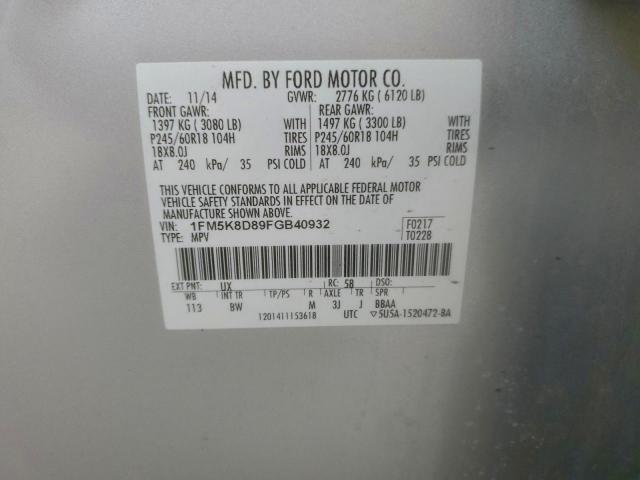 MFD. BY FORD MOTOR CO.
DATE: 11/14 GVWR: 2776 KG ( 6120 LB)
FRONT GAWR: REAR GAWR:
1397 KG ( 3080 LB) WITH 1497 KG ( 3300 LB) WITH
P245/60R18 104H TIRES P245/60R18 104H TIRES
18X8.0J RIMS 18X8.0J RIMS
AT 240 kPa/ 35 PSI COLD AT 240 kPa/ 35 PSI COLD
THIS VEHICLE CONFORMS TO ALL APPLICABLE FEDERAL MOTOR
VEHICLE SAFETY STANDARDS IN EFFECT ON THE DATE OF
MANUFACTURE SHOWN ABOVE.
VIN: 1FM5K8D89FGB40932 F0217
TYPE: MPV T0228
EXT PNT: UX RC: 58 DSO:
WB INT TR TP/PS R AXLE TR SPR
113 BW M 3J J BBAA
1201411153618 UTC ▽5U5A-1520472-BA